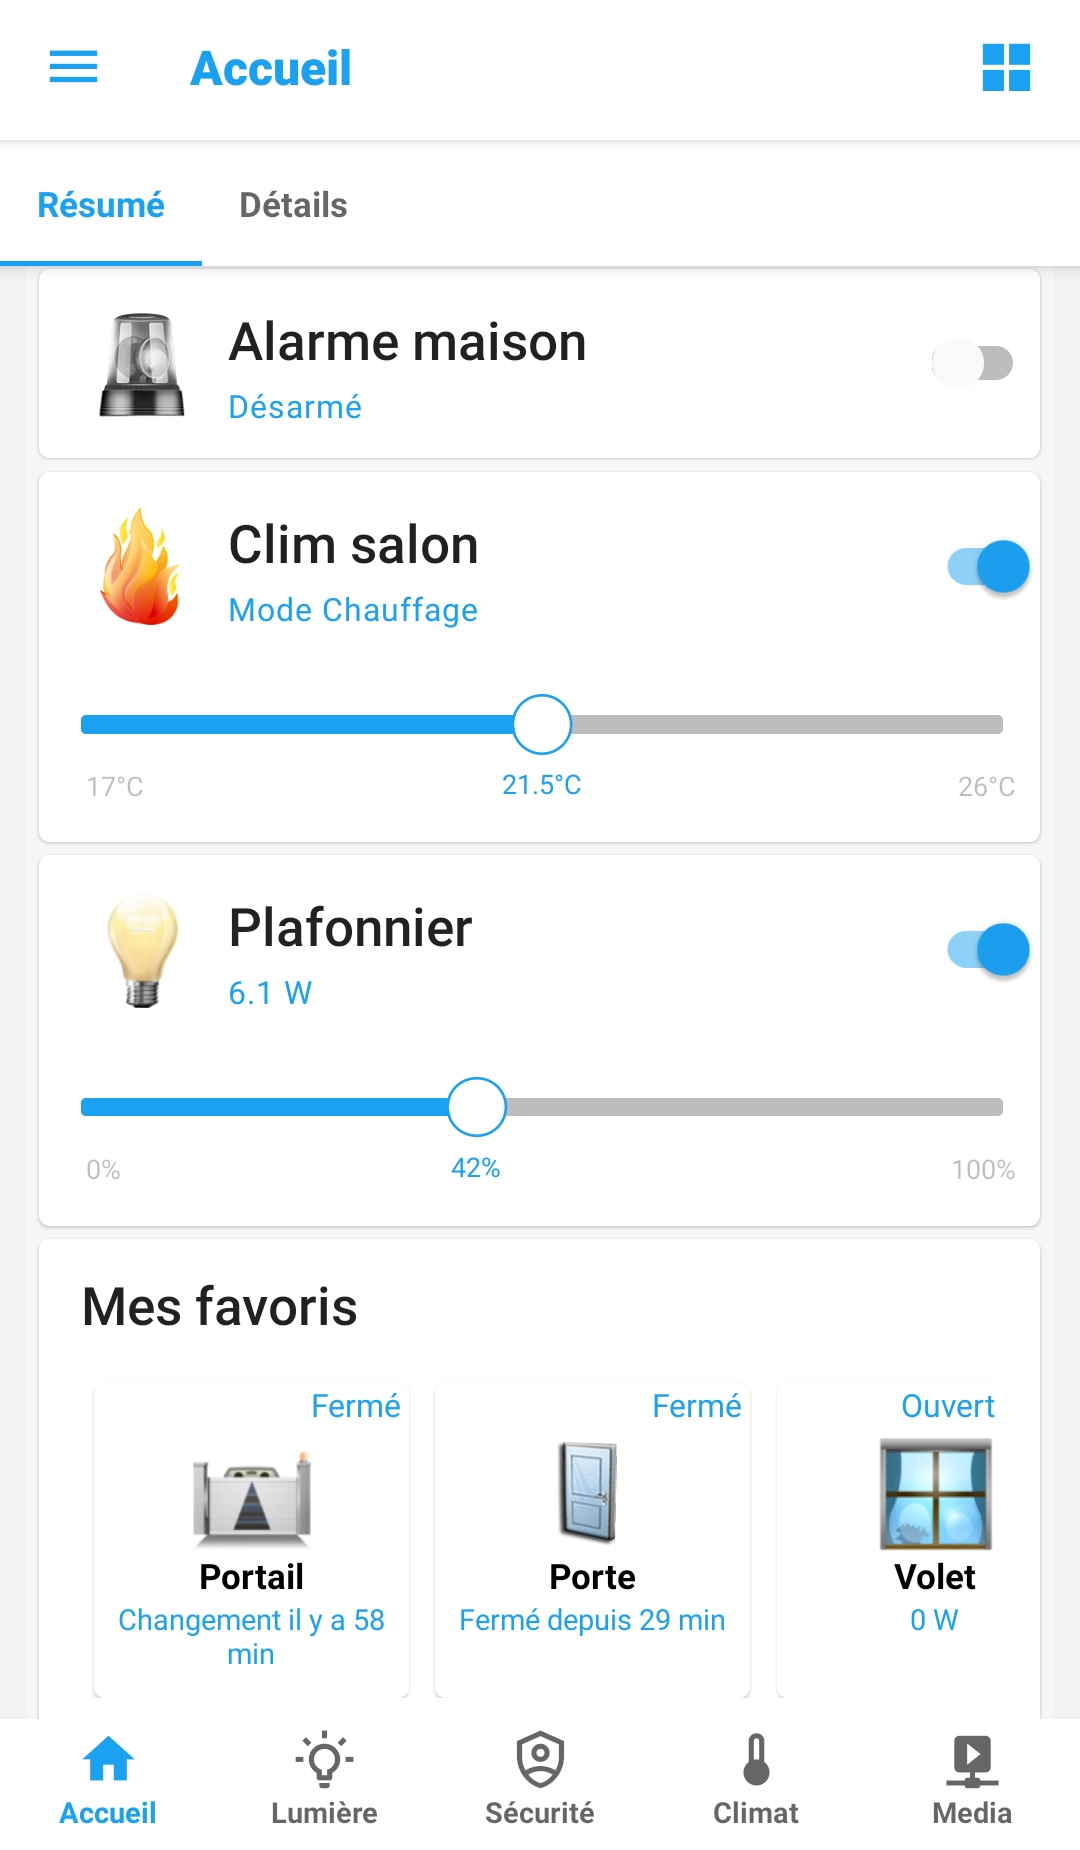 Accueil
Résumé
Détails
Alarme maison
Désarmé
Clim salon
Mode Chauffage
17°C
21.5°C
26°C
Plafonnier
6.1 W
0%
42%
100%
Mes favoris
Fermé
Portail
Changement il y a 58
min
Fermé
Porte
Fermé depuis 29 min
Ouvert
Volet
0 W
Accueil
Lumière
Sécurité
Climat
Media